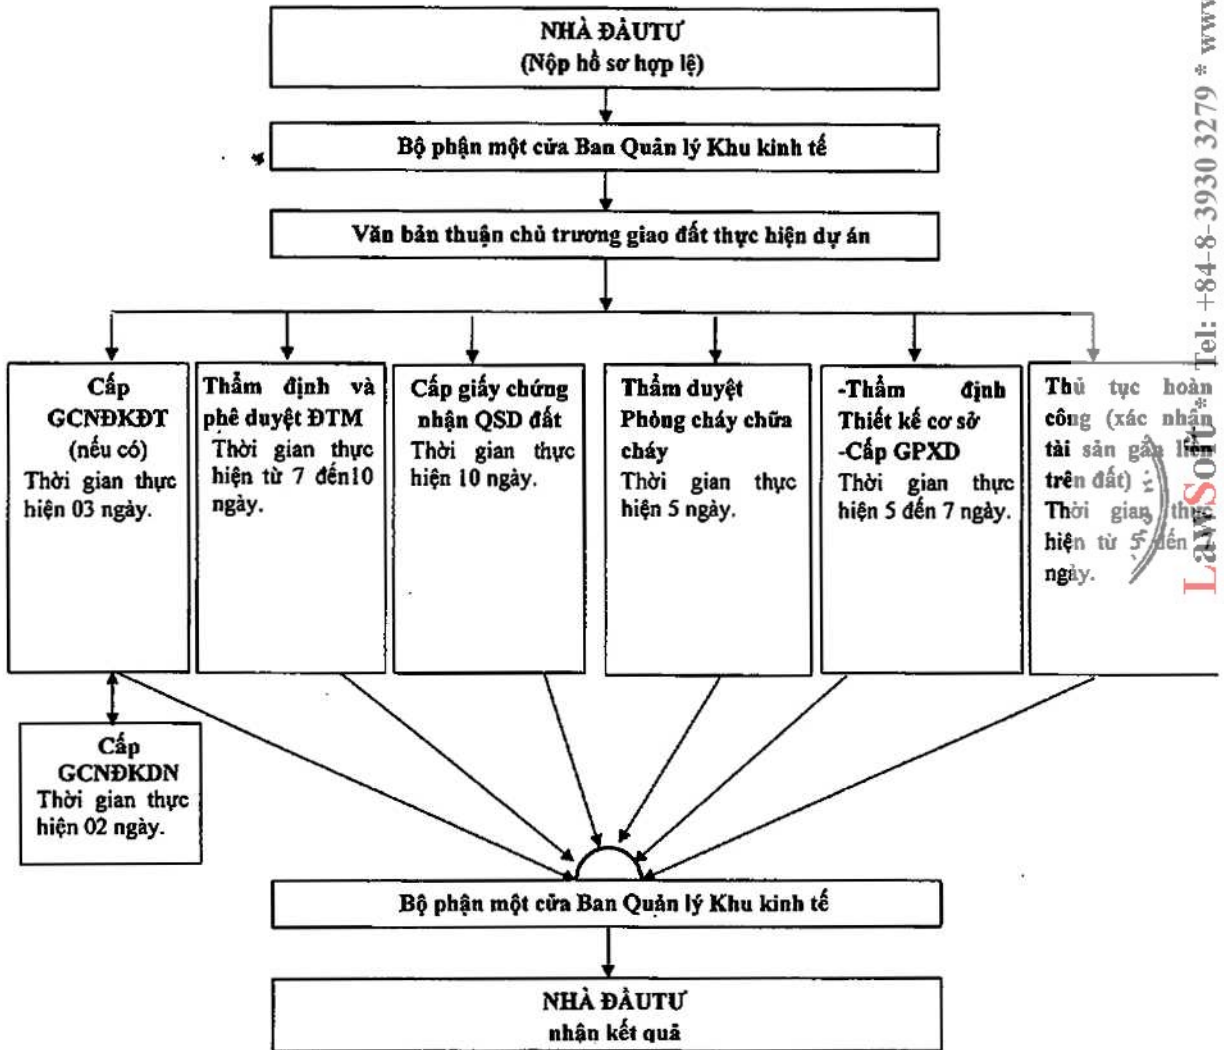 NHÀ ĐẦUTƯ
(Nộp hồ sơ hợp lệ)
Bộ phận một cửa Ban Quản lý Khu kinh tế
Văn bản thuận chủ trương giao đất thực hiện dự án
Cấp
GCNĐKĐT
(nếu có)
Thời gian thực
hiện 03 ngày.
Thẩm định và
phê duyệt ĐTM
Thời gian thực
hiện từ 7 đến10
ngày.
Cấp giấy chứng
nhận QSD đất
Thời gian thực
hiện 10 ngày.
Thẩm duyệt
Phòng cháy chữa
cháy
Thời gian thực
hiện 5 ngày.
-Thẩm định
Thiết kế cơ sở
-Cấp GPXD
Thời gian thực
hiện 5 đến 7 ngày.
Thủ tục hoàn
công (xác nhận
tài sản gắn liền
trên đất)
Thời gian thực
hiện từ 5 đến 7
ngày.
Cấp
GCNĐKDN
Thời gian thực
hiện 02 ngày.
Bộ phận một cửa Ban Quản lý Khu kinh tế
NHÀ ĐẦUTƯ
nhận kết quả
LawSoft * Tel: +84-8-3930 3279 * www